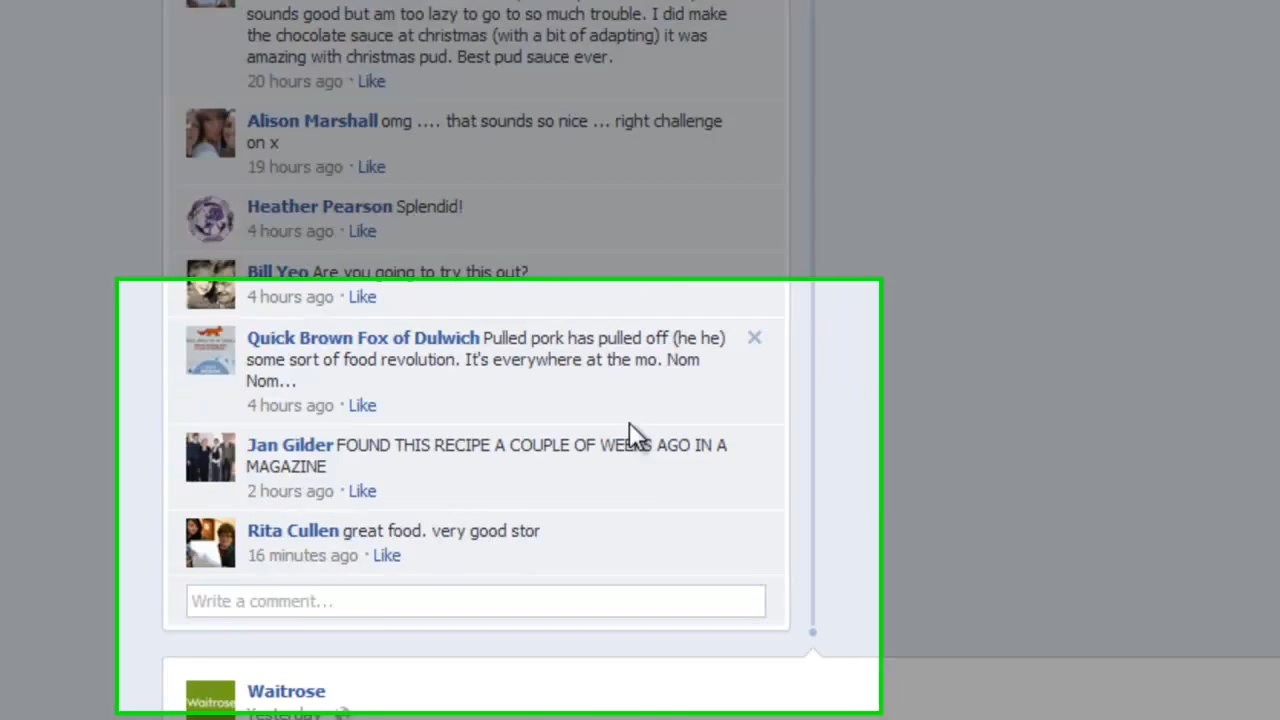 sounds good but am too lazy to go to so much trouble. I did make
the chocolate sauce at christmas (with a bit of adapting) it was
amazing with christmas pud. Best pud sauce ever.
20 hours ago · Like
Alison Marshall omg .... that sounds so nice ... right challenge
on x
19 hours ago · Like
Heather Pearson Splendid!
4 hours ago · Like
Bill Yeo Are you going to try this out?
4 hours ago · Like
Quick Brown Fox of Dulwich Pulled pork has pulled off (he he)
some sort of food revolution. It's everywhere at the mo. Nom
Nom...
4 hours ago · Like
Jan Gilder FOUND THIS RECIPE A COUPLE OF WEEKS AGO IN A
MAGAZINE
2 hours ago · Like
Rita Cullen great food. very good stor
16 minutes ago · Like
Write a comment...
Waitrose
Waitrose
Yesterday